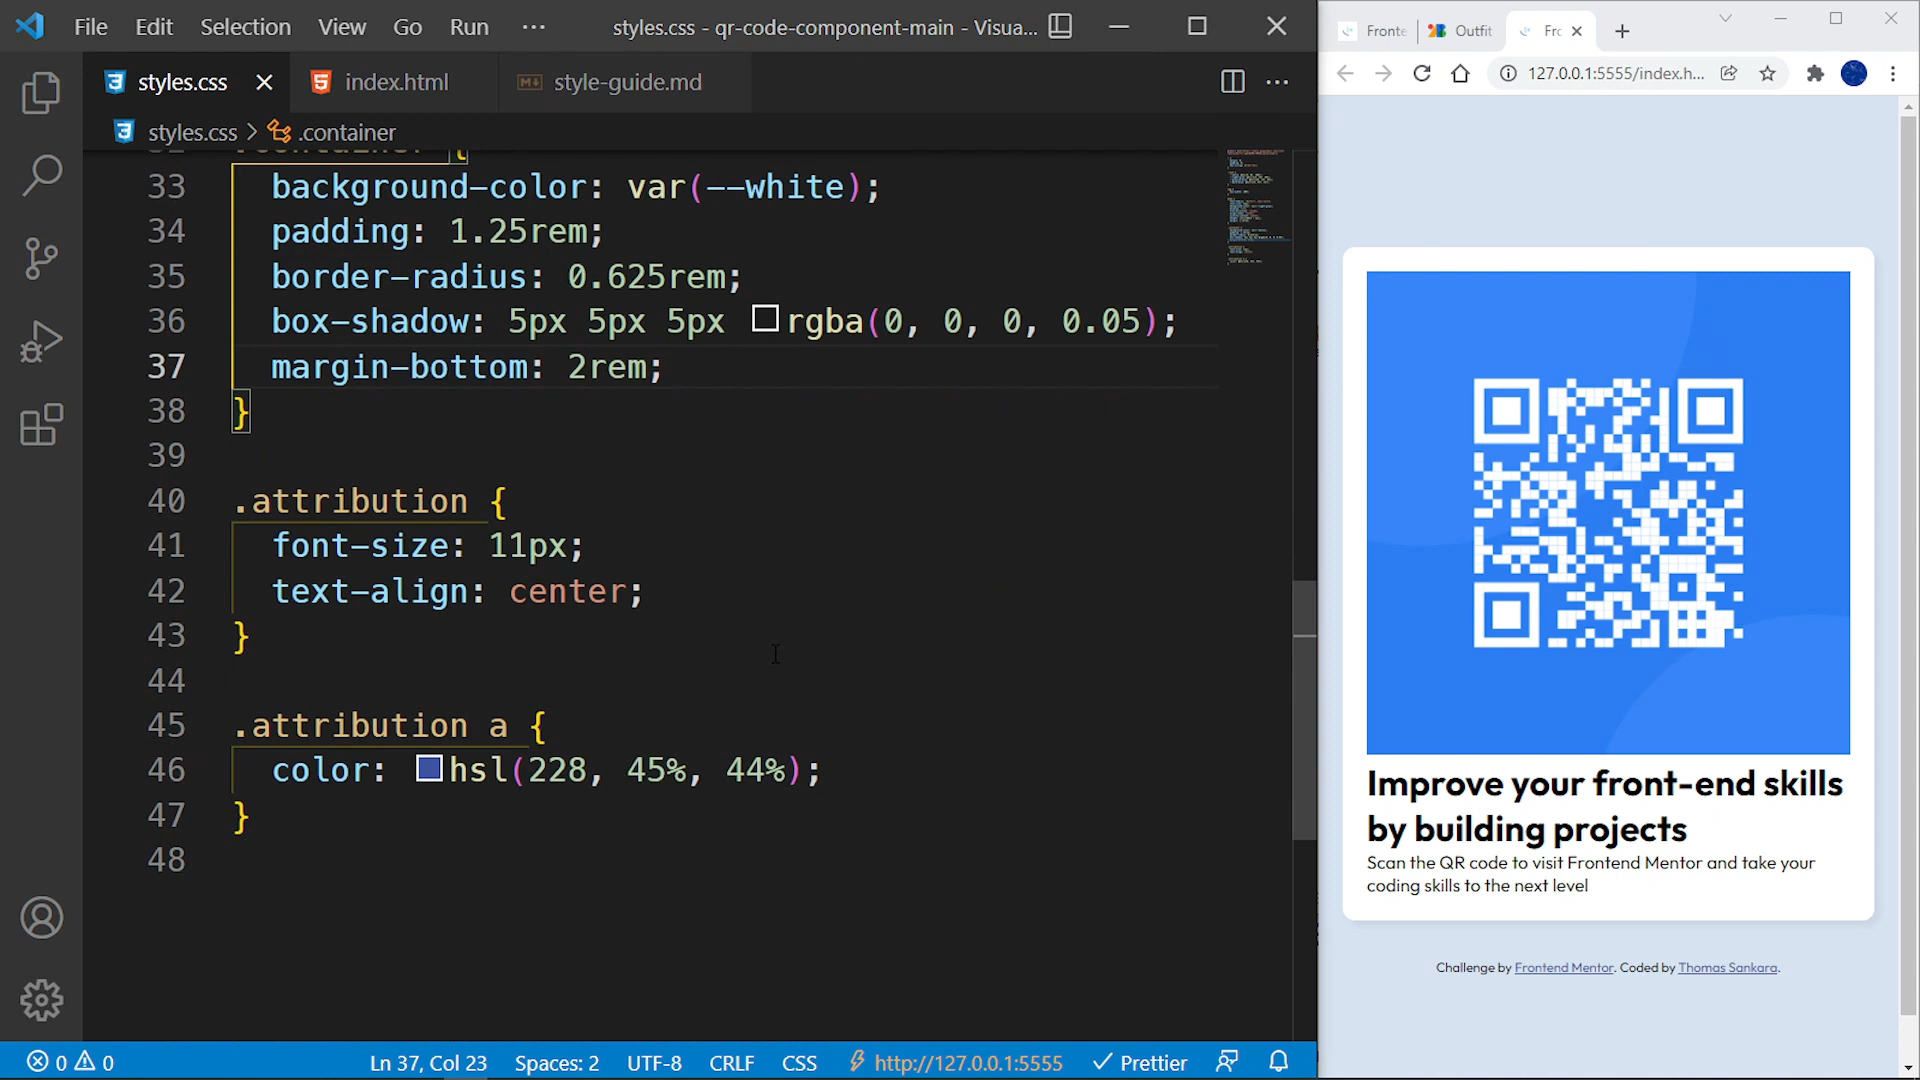 File Edit Selection View Go Run ··· styles.css - qr-code-component-main - Visua...
styles.css index.html style-guide.md ···
styles.css > .container
33 background-color: var(--white);
34 padding: 1.25rem;
35 border-radius: 0.625rem;
36 box-shadow: 5px 5px 5px rgba(0, 0, 0, 0.05);
37 margin-bottom: 2rem;
38 }
39
40 .attribution {
41 font-size: 11px;
42 text-align: center;
43 }
44
45 .attribution a {
46 color: hsl(228, 45%, 44%);
47 }
48
0 0 Ln 37, Col 23 Spaces: 2 UTF-8 CRLF CSS http://127.0.0.1:5555 Prettier
Fronte Outfit Frc
127.0.0.1:5555/index.h...
Improve your front-end skills
by building projects
Scan the QR code to visit Frontend Mentor and take your
coding skills to the next level
Challenge by Frontend Mentor. Coded by Thomas Sankara.